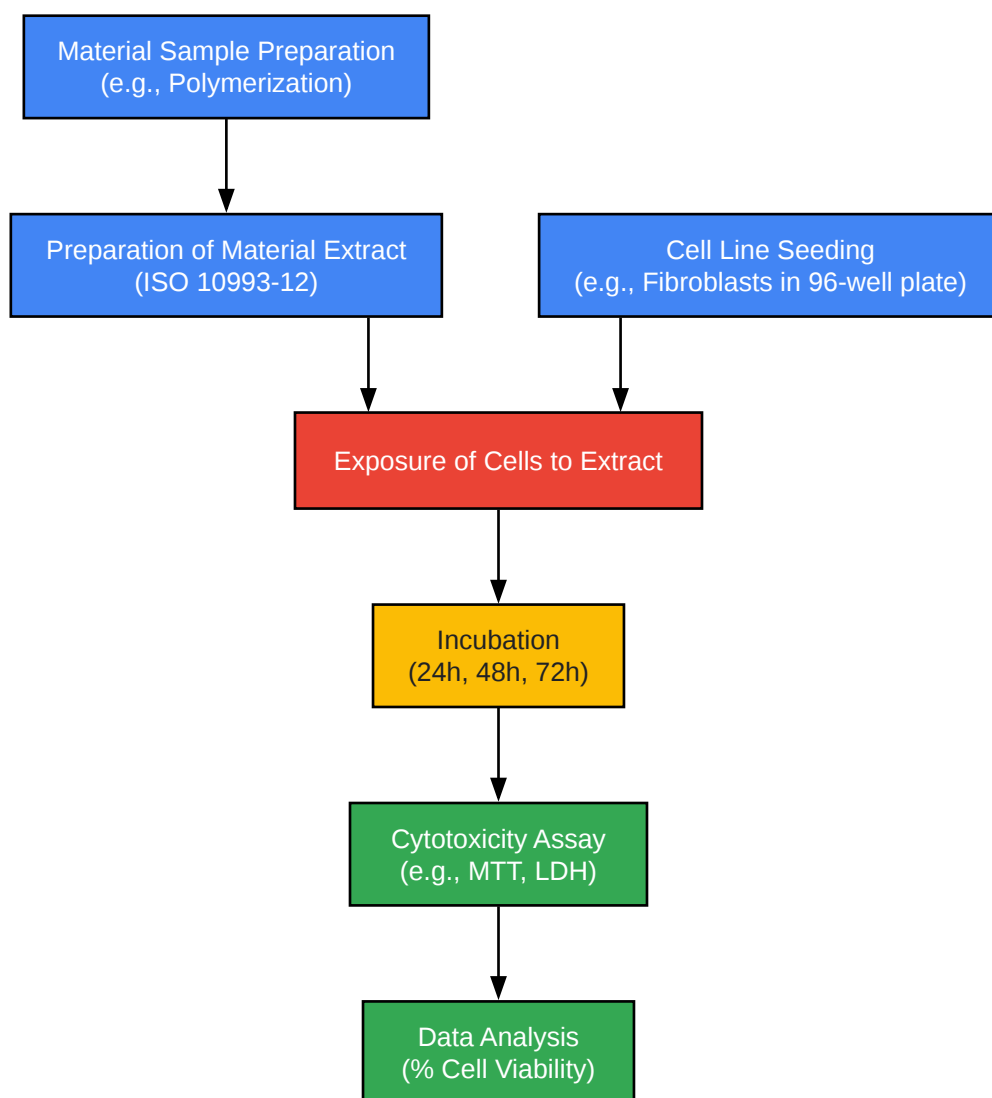 Material Sample Preparation
(e.g., Polymerization)
Preparation of Material Extract
(ISO 10993-12)
Cell Line Seeding
(e.g., Fibroblasts in 96-well plate)
Exposure of Cells to Extract
Incubation
(24h, 48h, 72h)
Cytotoxicity Assay
(e.g., MTT, LDH)
Data Analysis
(% Cell Viability)